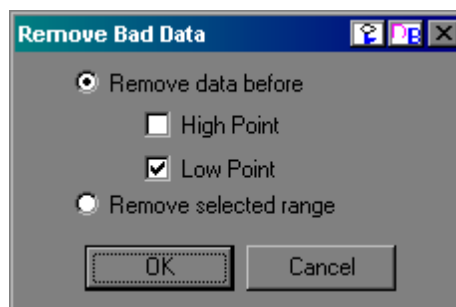 Remove Bad Data
Remove data before
High Point
Low Point
Remove selected range
OK Cancel